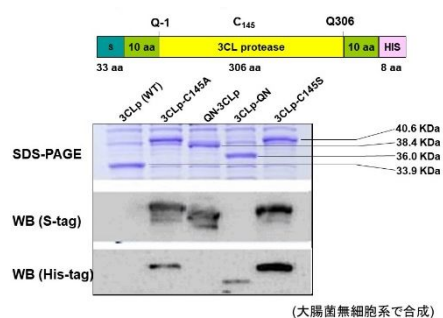 Q-1 C145 Q306
S 10 aa 3CL protease 10 aa HIS
33 aa 306 aa 8 aa
3CLp (WT) 3CLp-C145A QN-3CLp 3CLp-QN 3CLp-C145S
40.6 KDa
38.4 KDa
SDS-PAGE
36.0 KDa
33.9 KDa
WB (S-tag)
WB (His-tag)
(大腸菌無細胞系で合成)